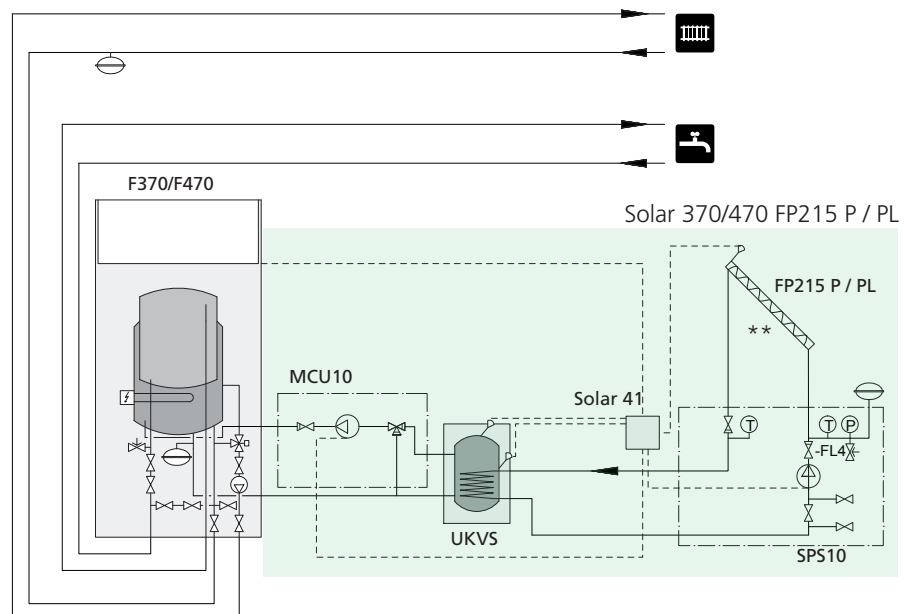 F370/F470
Solar 370/470 FP215 P / PL
FP215 P / PL
**
MCU10
Solar 41
T
T
P
-FL4
UKVS
SPS10